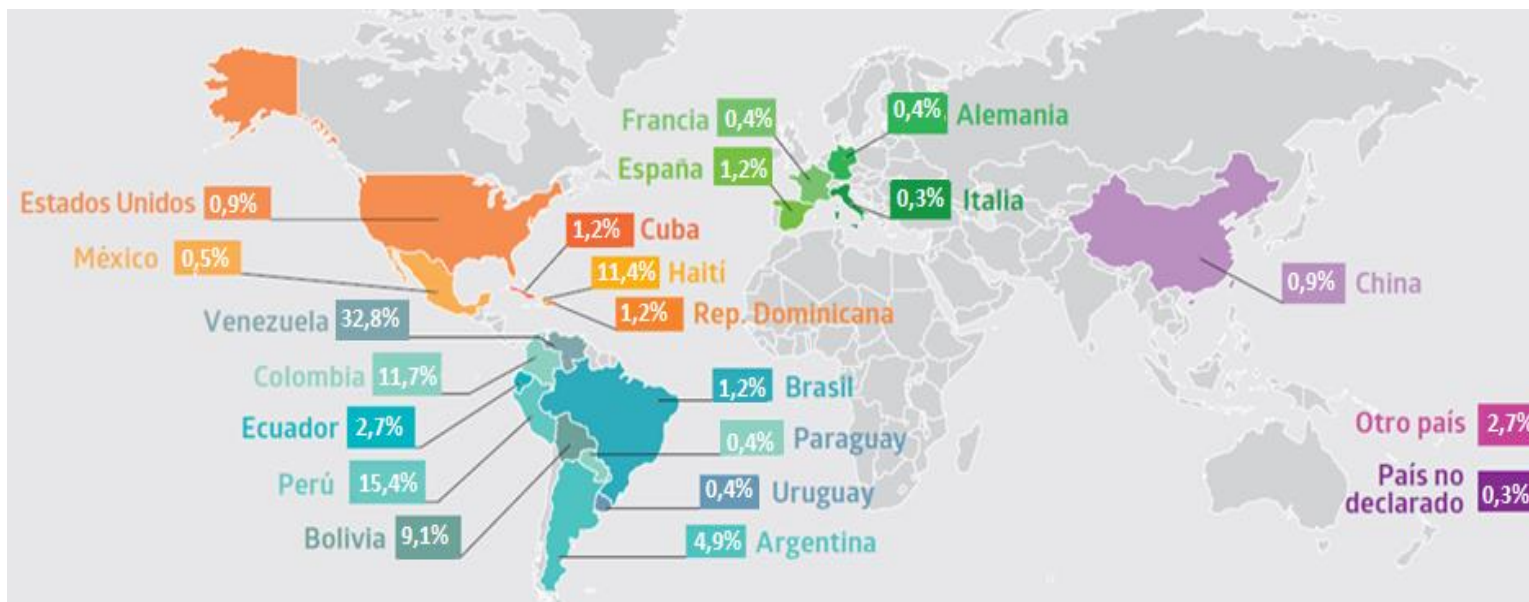 Francia 0,4%
0,4% Alemania
España 1,2%
0,3% Italia
Estados Unidos 0,9%
1,2% Cuba
México 0,5%
11,4% Haití
0,9% China
1,2% Rep. Dominicana
Venezuela 32,8%
Colombia 11,7%
1,2% Brasil
Ecuador 2,7%
0,4% Paraguay
Perú 15,4%
0,4% Uruguay
Bolivia 9,1%
4,9% Argentina
Otro país 2,7%
País no
declarado 0,3%